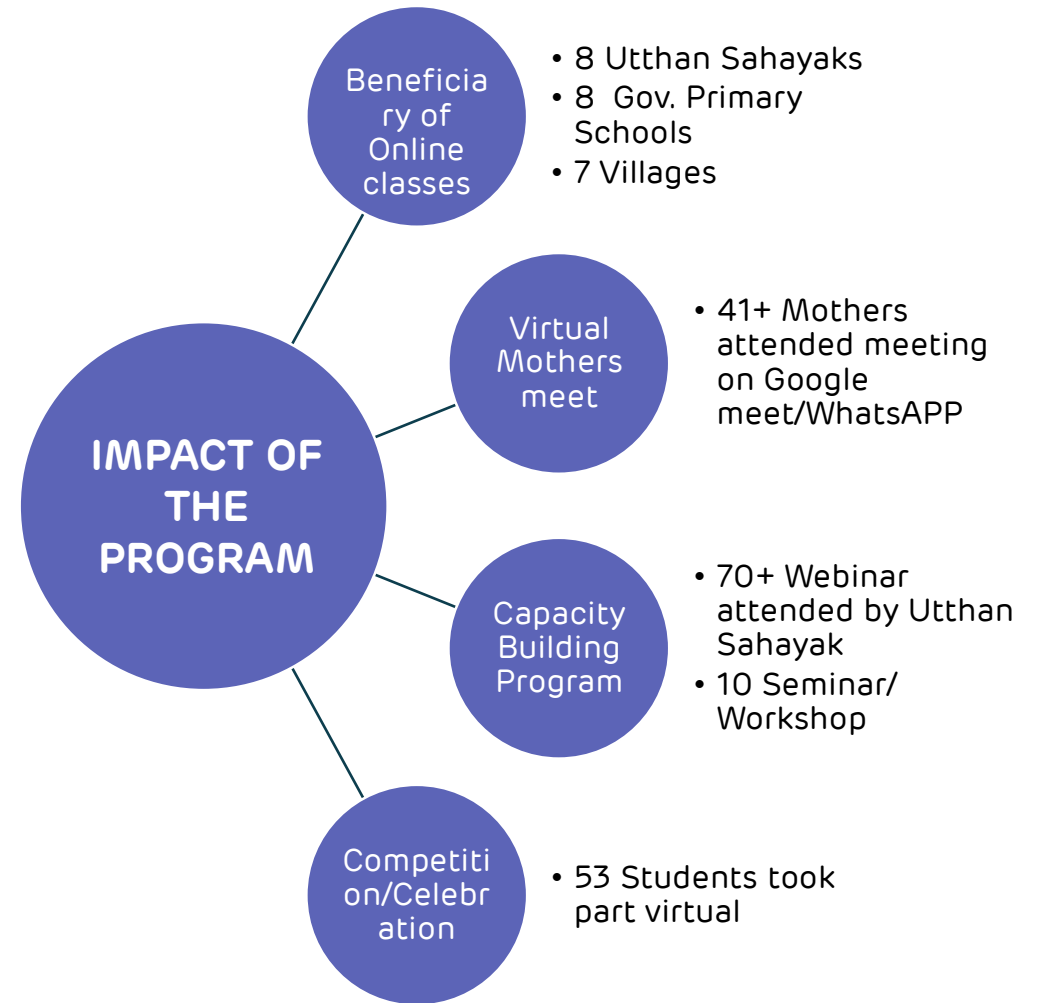 Beneficia
ry of
Online
classes
• 8 Utthan Sahayaks
• 8 Gov. Primary
Schools
• 7 Villages
Virtual
Mothers
meet
• 41+ Mothers
attended meeting
on Google
meet/WhatsAPP
IMPACT OF
THE
PROGRAM
Capacity
Building
Program
• 70+ Webinar
attended by Utthan
Sahayak
• 10 Seminar/
Workshop
Competiti
on/Celebr
ation
• 53 Students took
part virtual